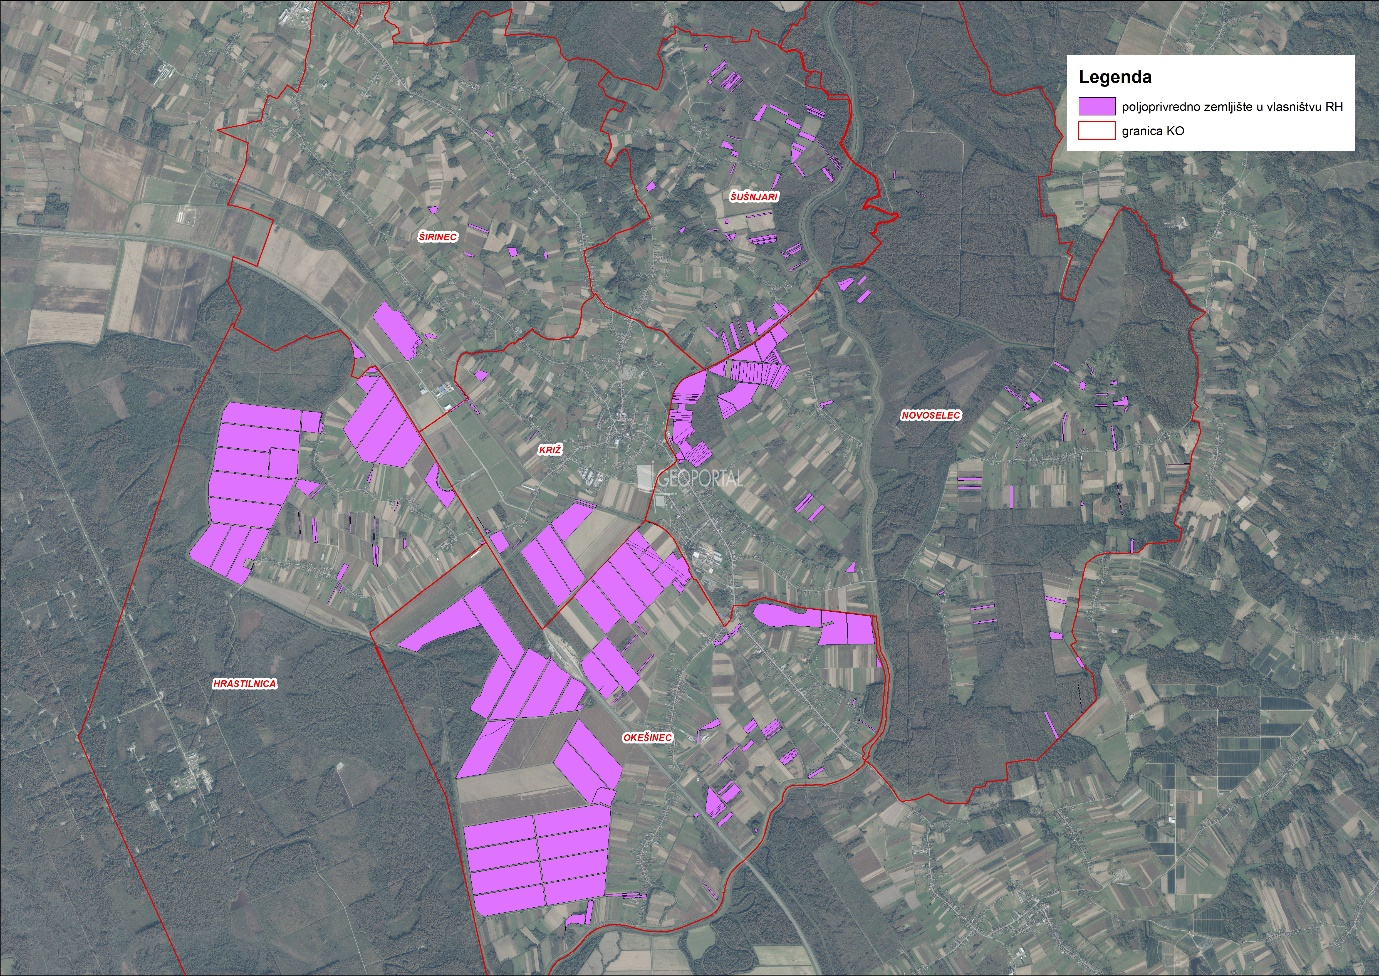 Legenda
poljoprivredno zemljište u vlasništvu RH
granica KO
ŠUŠNJARI
ŠIRINEC
NOVOSELEC
KRIŽ
GEOPORTAL
HRASTILNICA
OKEŠINEC